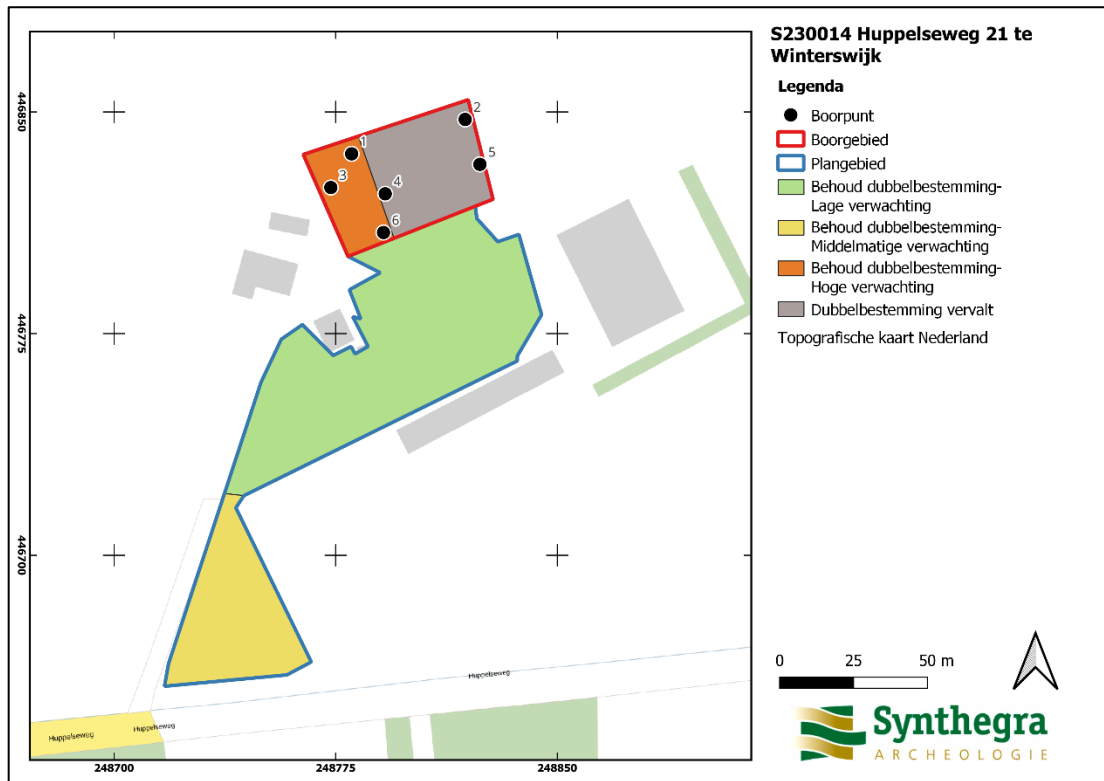 S230014 Huppelseweg 21 te
Winterswijk
Legenda
Boorpunt
Boorgebied
Plangebied
Behoud dubbelbestemming-
Lage verwachting
Behoud dubbelbestemming-
Middelmatige verwachting
Behoud dubbelbestemming-
Hoge verwachting
Dubbelbestemming vervalt
Topografische kaart Nederland
446850
446775
446700
1
2
3
4
5
6
Huppelseweg
Huppelseweg
Huppelseweg
248700
248775
248850
0 25 50 m
Synthegra
ARCHEOLOGIE